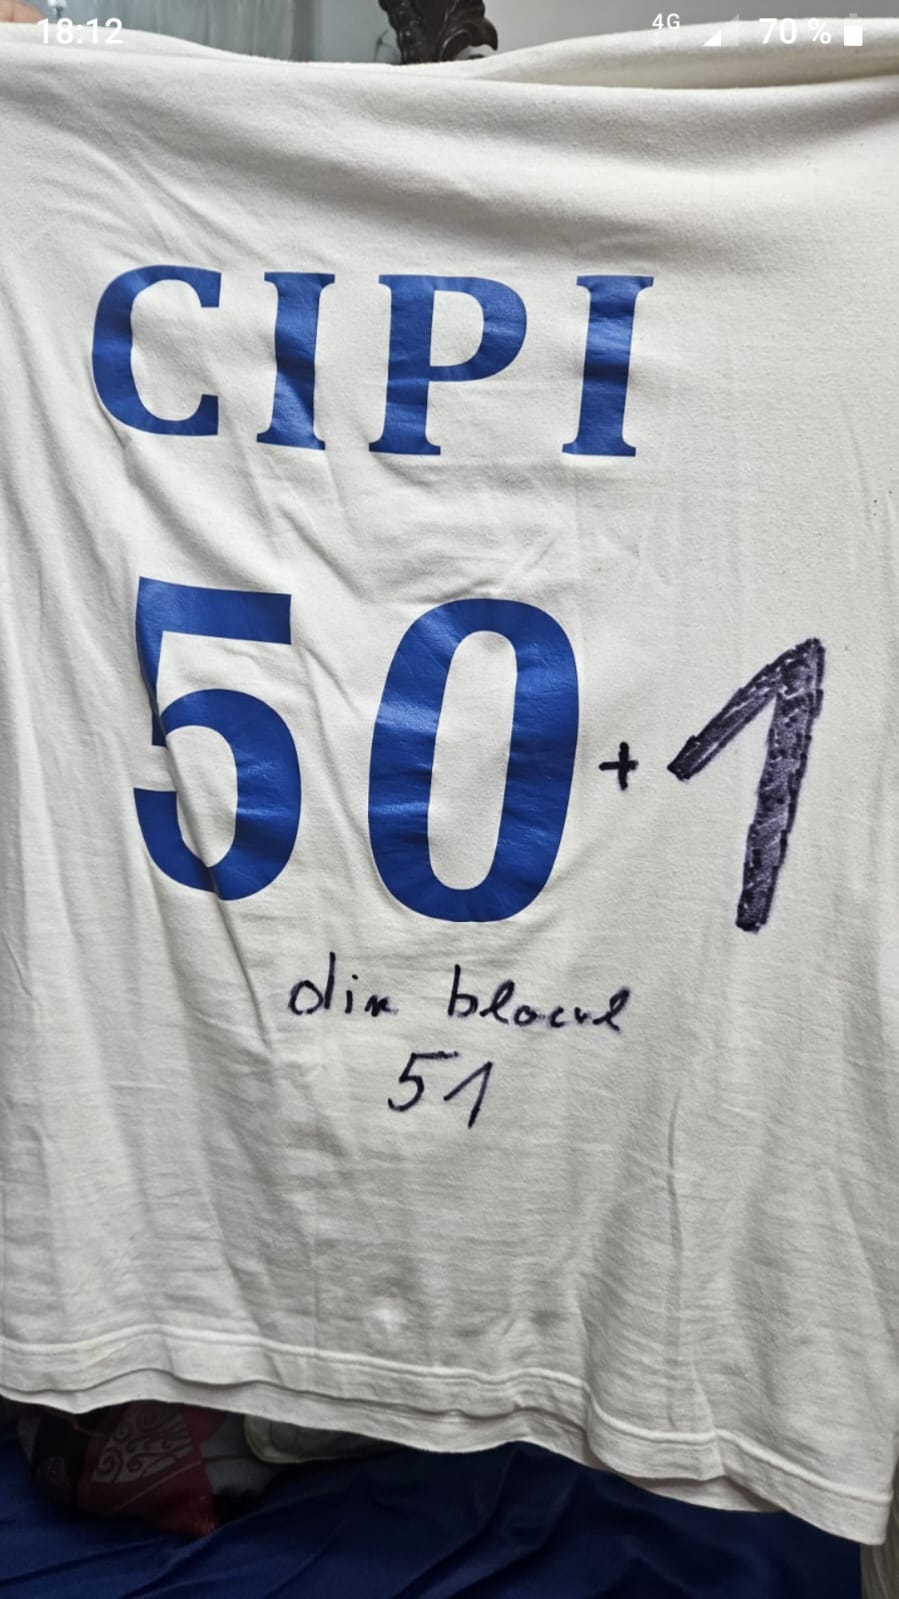 18:12 4G 70 %
CIPI
50+1
din blocul
51